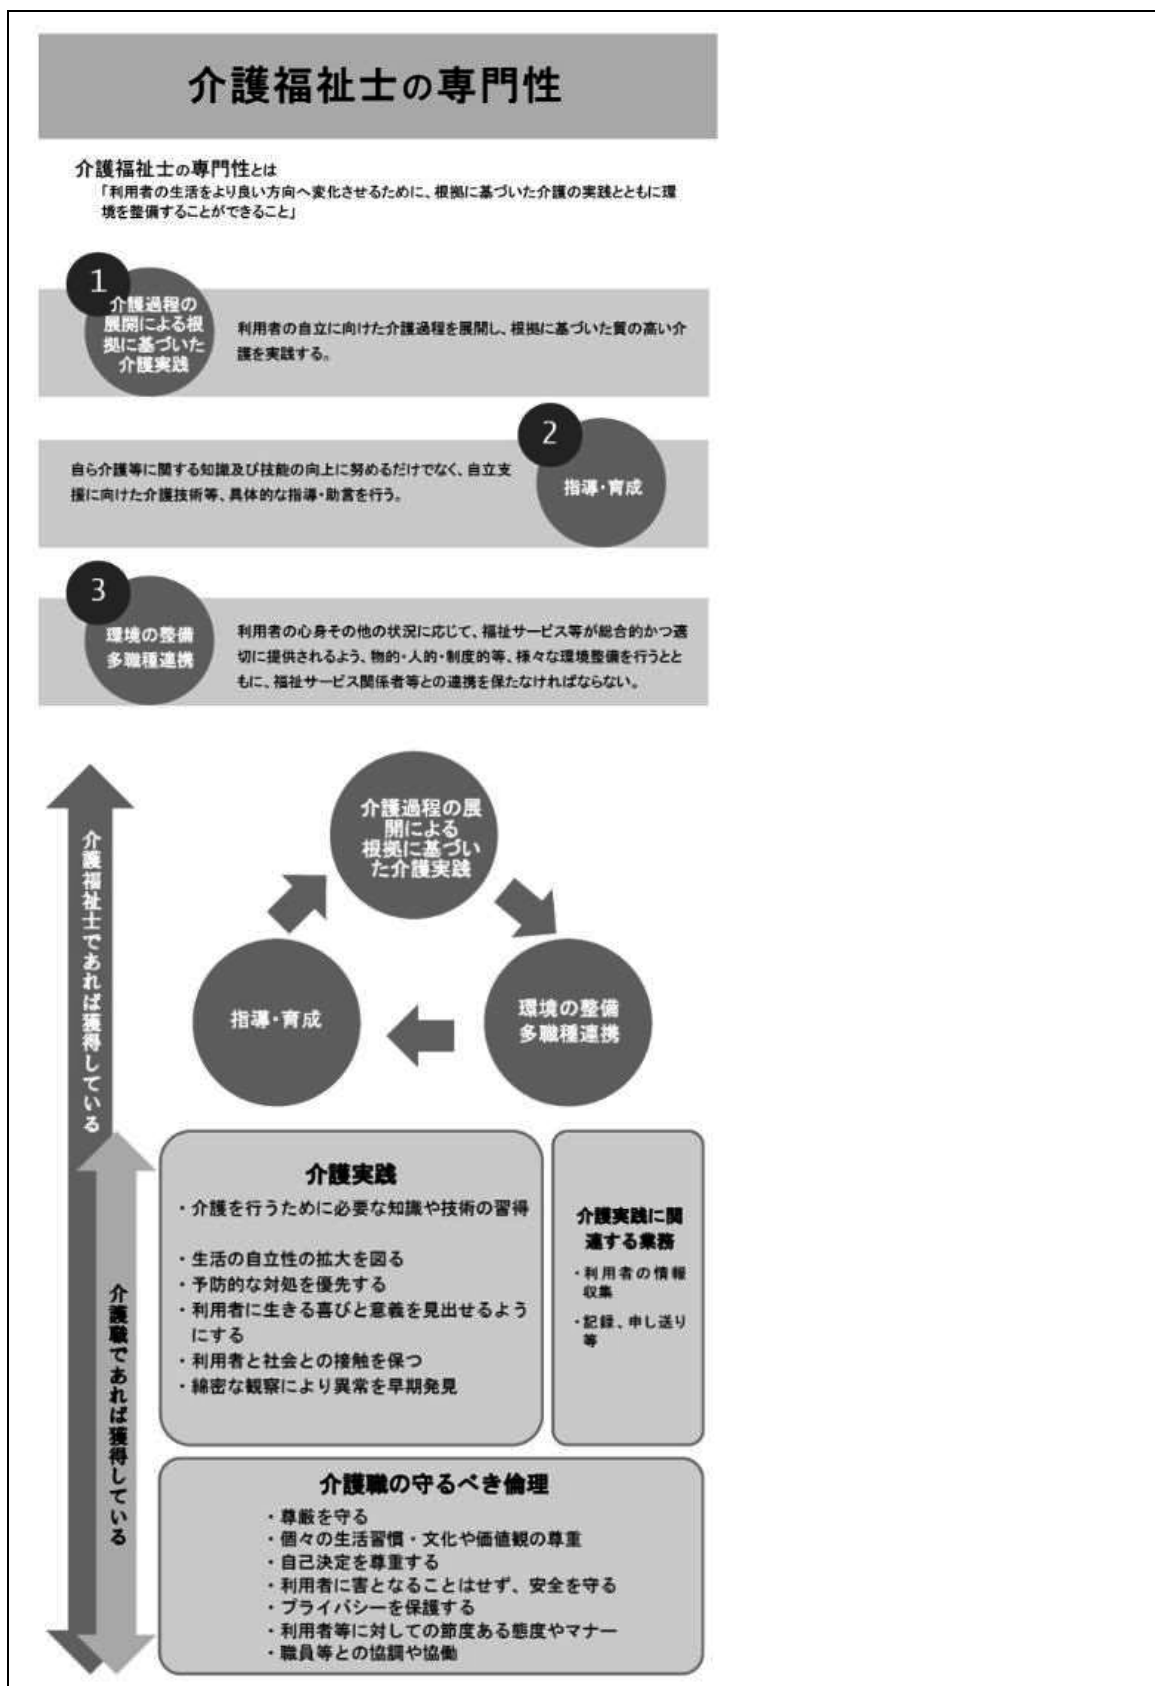 介護福祉士の専門性
介護福祉士の専門性とは
「利用者の生活をより良い方向へ変化させるために、根拠に基づいた介護の実践とともに環
境を整備することができること」
1
介護過程の
展開による根
拠に基づいた
介護実践
利用者の自立に向けた介護過程を展開し、根拠に基づいた質の高い介
護を実践する。
2
自ら介護等に関する知識及び技能の向上に努めるだけでなく、自立支
援に向けた介護技術等、具体的な指導・助言を行う。
指導・育成
3
環境の整備
多職種連携
利用者の心身その他の状況に応じて、福祉サービス等が総合的かつ適
切に提供されるよう、物的・人的・制度的等、様々な環境整備を行うとと
もに、福祉サービス関係者等との連携を保たなければならない。
介護福祉士であれば獲得している
介護過程の展
開による
根拠に基づい
た介護実践
指導・育成
環境の整備
多職種連携
介護職であれば獲得している
介護実践
・介護を行うために必要な知識や技術の習得
・生活の自立性の拡大を図る
・予防的な対処を優先する
・利用者に生きる喜びと意義を見出せるよう
にする
・利用者と社会との接触を保つ
・綿密な観察により異常を早期発見
介護実践に関
連する業務
・利用者の情報
収集
・記録、申し送り
等
介護職の守るべき倫理
・尊厳を守る
・個々の生活習慣・文化や価値観の尊重
・自己決定を尊重する
・利用者に害となることはせず、安全を守る
・プライバシーを保護する
・利用者等に対しての節度ある態度やマナー
・職員等との協調や協働